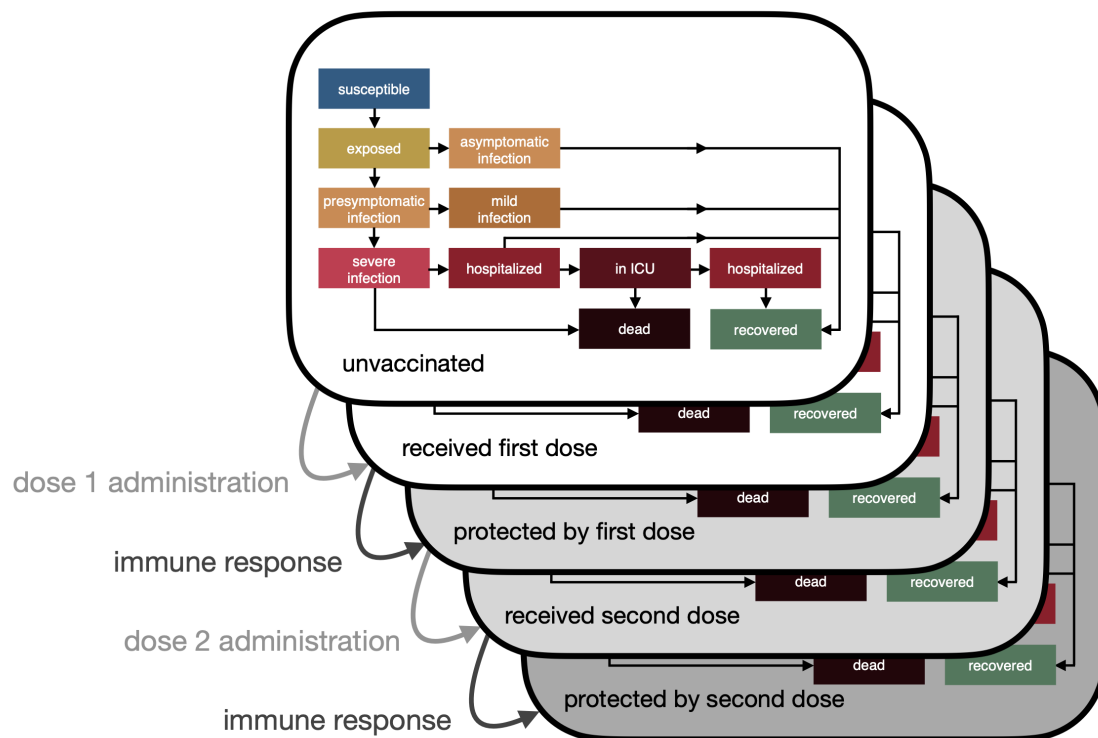 susceptible
exposed
asymptomatic
infection
presymptomatic
infection
mild
infection
severe
infection
hospitalized
in ICU
hospitalized
dead
recovered
unvaccinated
dead
recovered
received first dose
dose 1 administration
dead
recovered
protected by first dose
immune response
dead
recovered
received second dose
dose 2 administration
dead
recovered
protected by second dose
immune response